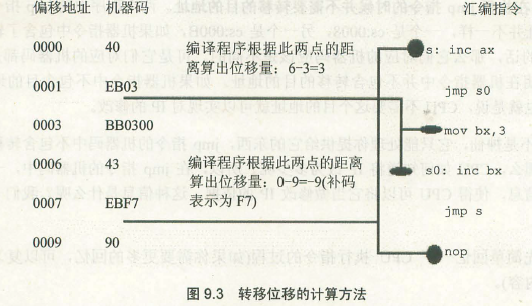 偏移地址 机器码 汇编指令
0000 40 编译程序根据此两点的距 s: inc ax
离算出位移量：6-3=3
0001 EB03 jmp s0
0003 BB0300 mov bx,3
0006 43 编译程序根据此两点的距离 s0: inc bx
算出位移量：0-9=-9(补码
0007 EBF7 表示为 F7) jmp s
0009 90 nop
图 9.3 转移位移的计算方法